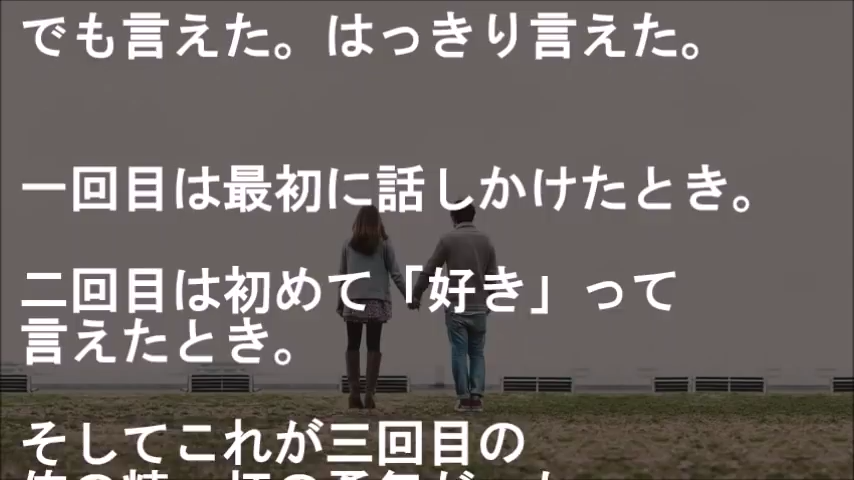 でも言えた。はっきり言えた。
一回目は最初に話しかけたとき。
二回目は初めて「好き」って
言えたとき。
そしてこれが三回目の